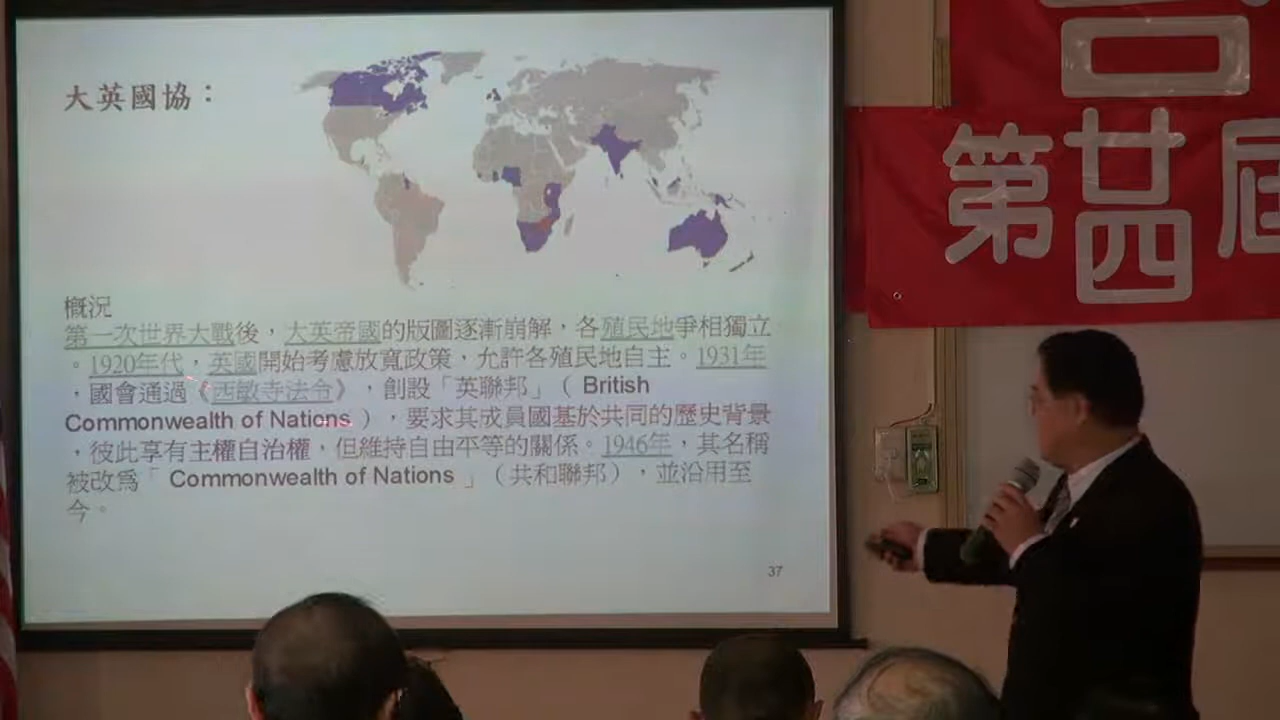 大英國協：
概況
第一次世界大戰後，大英帝國的版圖逐漸崩解，各殖民地爭相獨立
。1920年代，英國開始考慮放寬政策，允許各殖民地自主。1931年
，國會通過《西敏寺法令》，創設「英聯邦」（ British
Commonwealth of Nations ），要求其成員國基於共同的歷史背景
，彼此享有主權自治權，但維持自由平等的關係。1946年，其名稱
被改為「 Commonwealth of Nations 」（共和聯邦），並沿用至
今。
37
第廿四屆